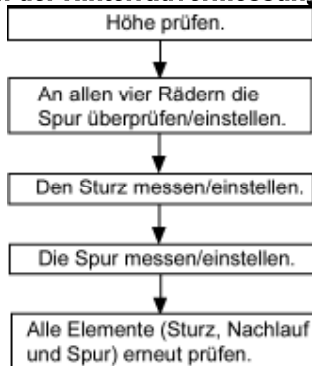 Höhe prüfen.
An allen vier Rädern die
Spur überprüfen/einstellen.
Den Sturz messen/einstellen.
Die Spur messen/einstellen.
Alle Elemente (Sturz, Nachlauf
und Spur) erneut prüfen.